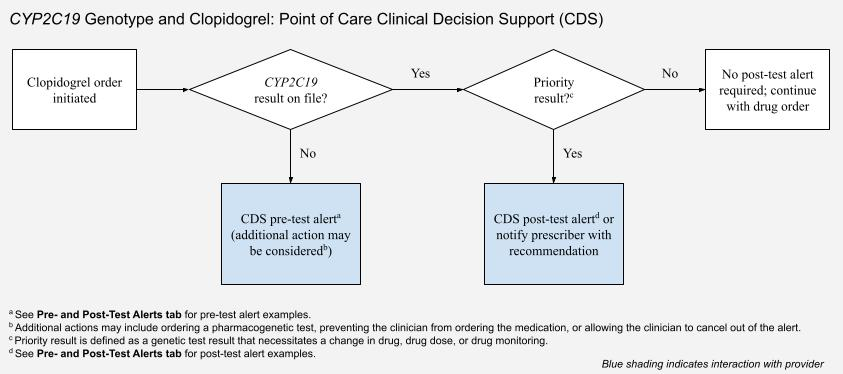 CYP2C19 Genotype and Clopidogrel: Point of Care Clinical Decision Support (CDS)
Clopidogrel order
initiated
CYP2C19
result on file?
Yes
Priority
result?c
No
No post-test alert
required; continue
with drug order
No
Yes
CDS pre-test alerta
(additional action may
be consideredb)
CDS post-test alertd or
notify prescriber with
recommendation
a See Pre- and Post-Test Alerts tab for pre-test alert examples.
b Additional actions may include ordering a pharmacogenetic test, preventing the clinician from ordering the medication, or allowing the clinician to cancel out of the alert.
c Priority result is defined as a genetic test result that necessitates a change in drug, drug dose, or drug monitoring.
d See Pre- and Post-Test Alerts tab for post-test alert examples.
Blue shading indicates interaction with provider